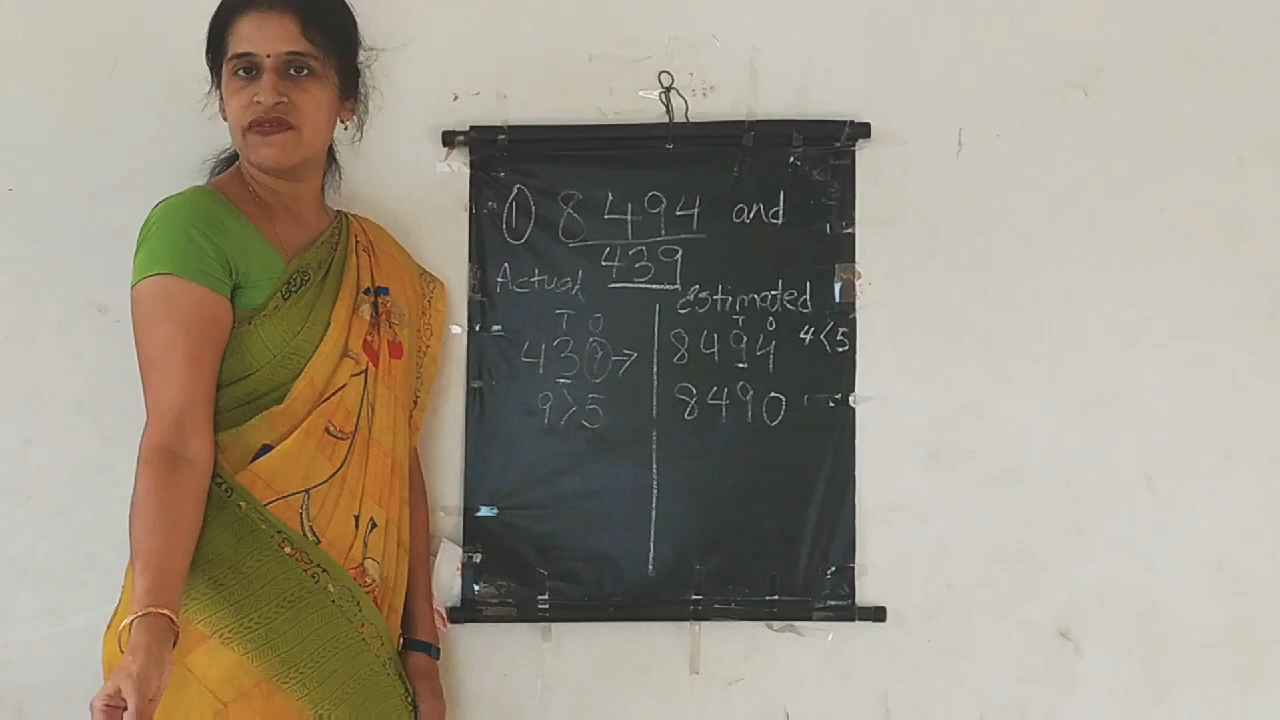 ① 8494 and
439
Actual
T O
439 →
9>5
Estimated
T O
8494 4<5
8490